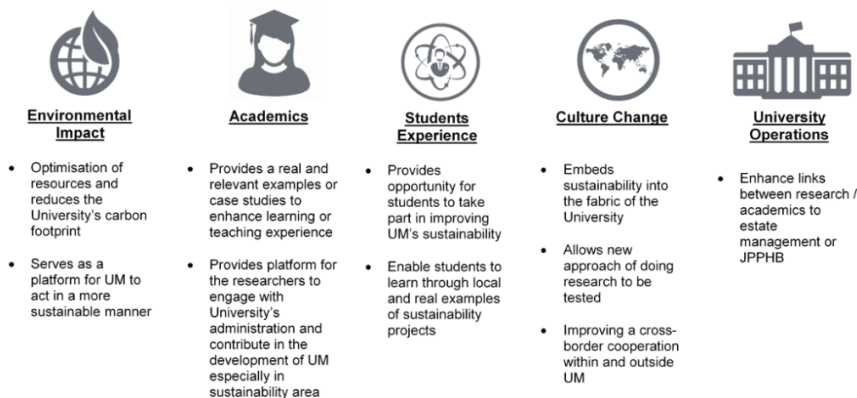 Environmental
Impact
• Optimisation of
resources and
reduces the
University's carbon
footprint
• Serves as a
platform for UM to
act in a more
sustainable manner
Academics
• Provides a real and
relevant examples or
case studies to
enhance learning or
teaching experience
• Provides platform for
the researchers to
engage with
University's
administration and
contribute in the
development of UM
especially in
sustainability area
Students
Experience
• Provides
opportunity for
students to take
part in improving
UM's sustainability
• Enable students to
learn through local
and real examples
of sustainability
projects
Culture Change
• Embeds
sustainability into
the fabric of the
University
• Allows new
approach of doing
research to be
tested
• Improving a cross-
border cooperation
within and outside
UM
University
Operations
• Enhance links
between research /
academics to
estate
management or
JPPHB